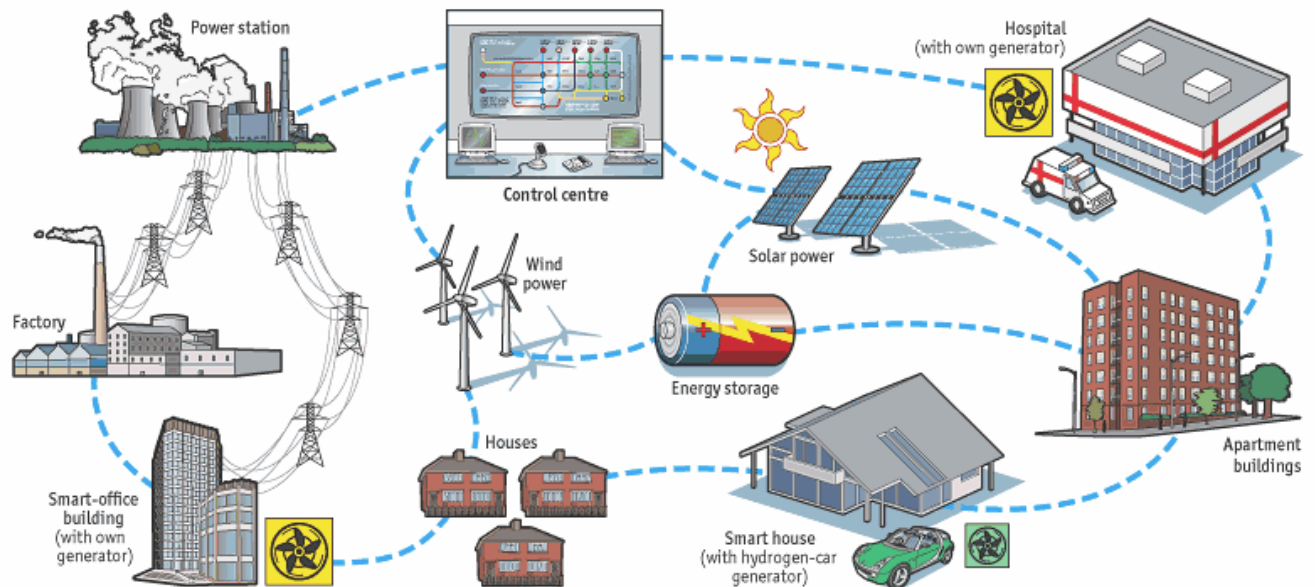 Power station
Hospital
(with own
generator)
Control centre
Solar power
Wind
power
Factory
Energy storage
Houses
Apartment
buildings
Smart-office
building
(with own
generator)
Smart house
(with hydrogen-car
generator)
+
-